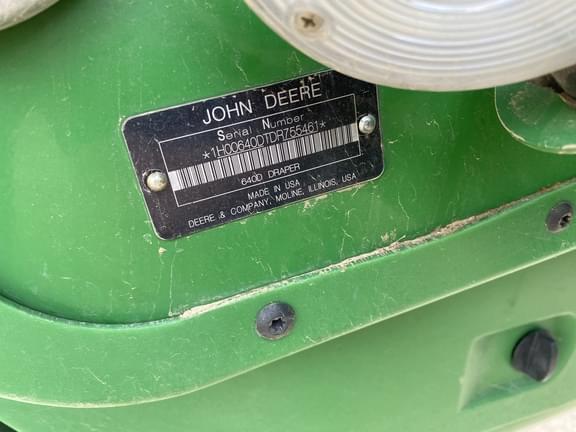 JOHN DEERE
Serial Number
*1H00640DTDR755461*
640D DRAPER
MADE IN USA
DEERE & COMPANY, MOLINE, ILLINOIS, USA